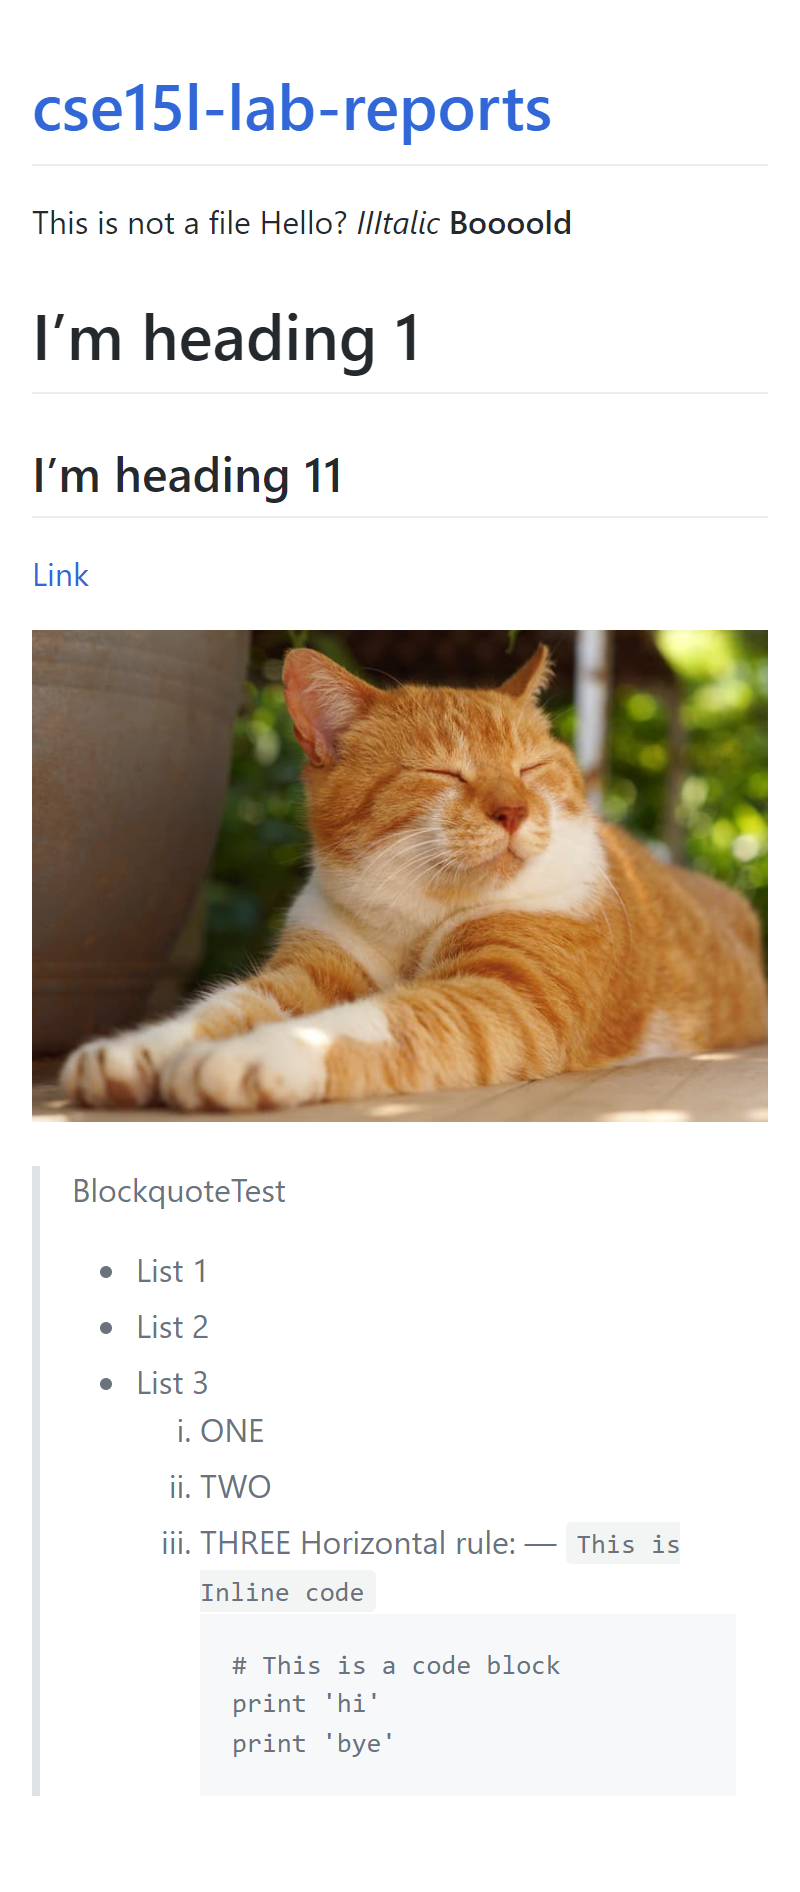 cse15l-lab-reports
This is not a file Hello? IIItalic Boooold
I’m heading 1
I’m heading 11
Link
BlockquoteTest
• List 1
• List 2
• List 3
i. ONE
ii. TWO
iii. THREE Horizontal rule: — This is
Inline code
# This is a code block
print 'hi'
print 'bye'